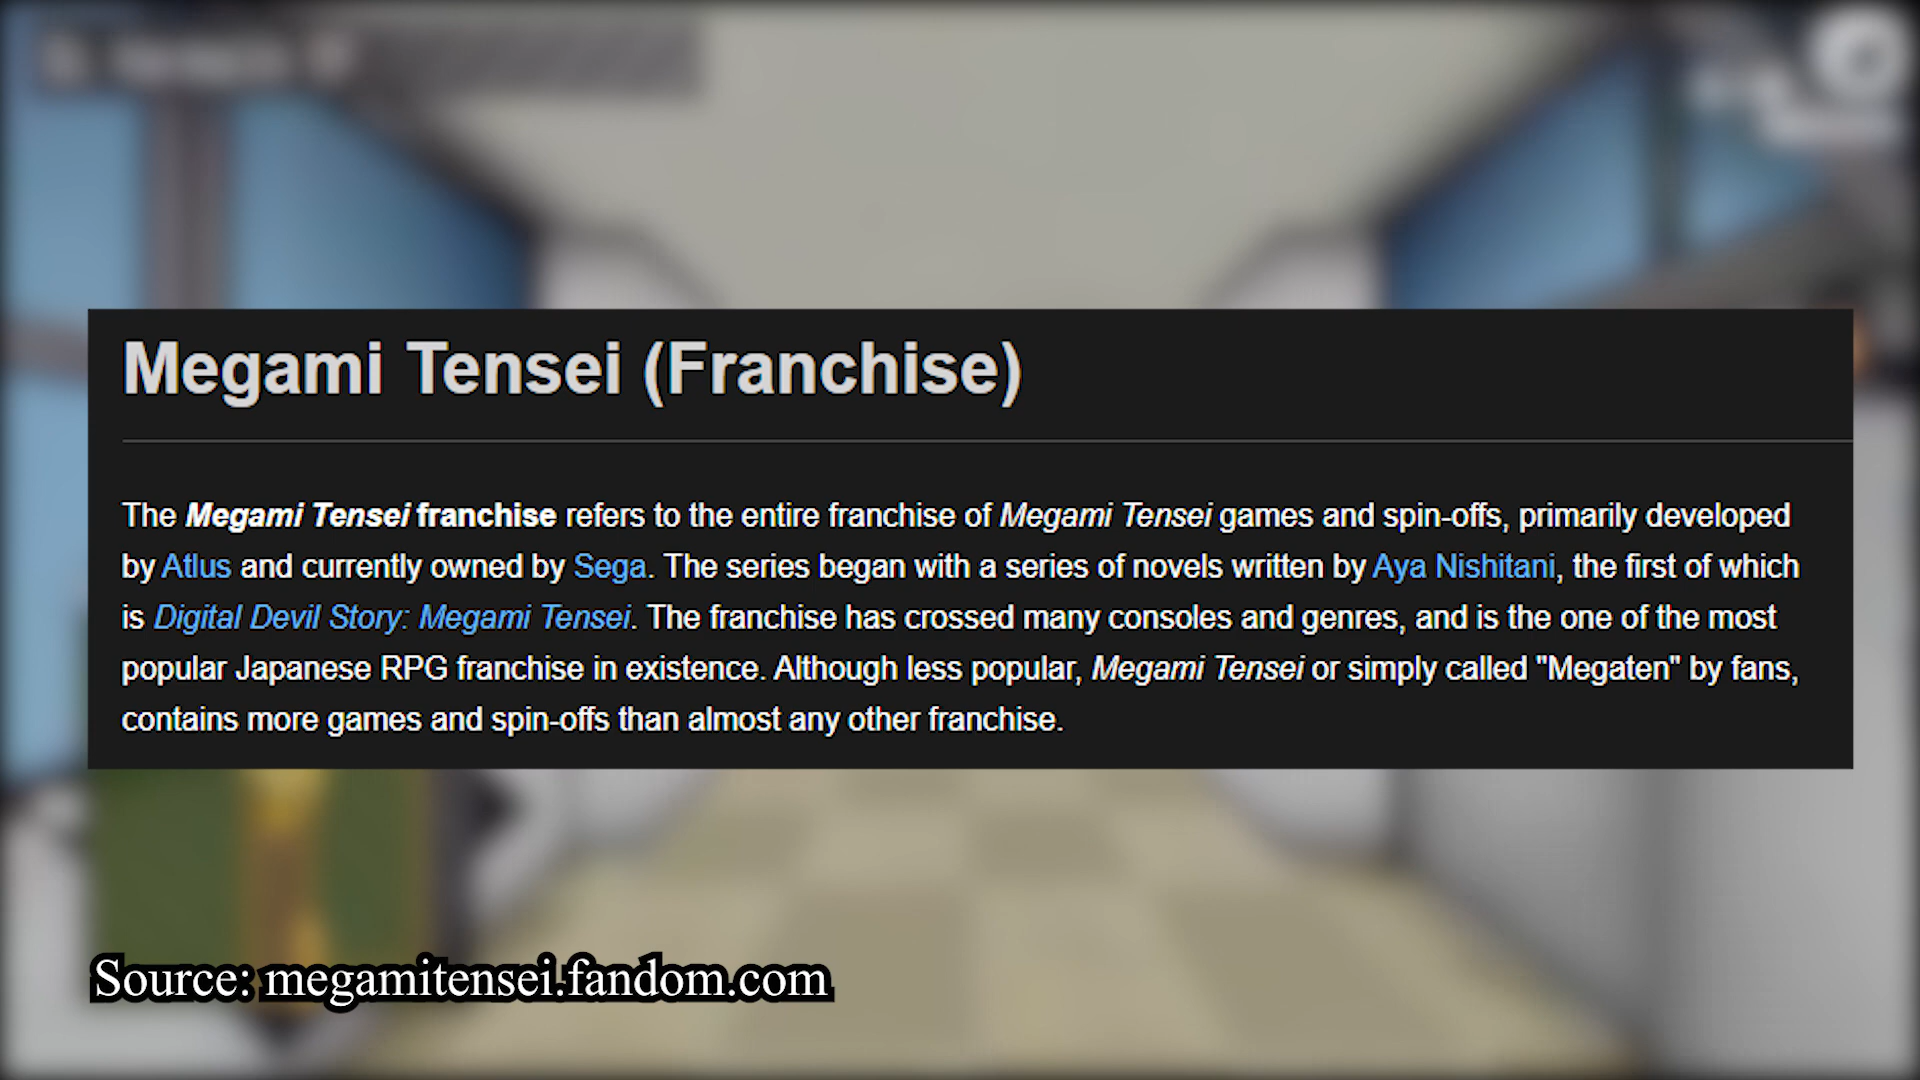 Megami Tensei (Franchise)
The Megami Tensei franchise refers to the entire franchise of Megami Tensei games and spin-offs, primarily developed
by Atlus and currently owned by Sega. The series began with a series of novels written by Aya Nishitani, the first of which
is Digital Devil Story: Megami Tensei. The franchise has crossed many consoles and genres, and is the one of the most
popular Japanese RPG franchise in existence. Although less popular, Megami Tensei or simply called "Megaten" by fans,
contains more games and spin-offs than almost any other franchise.
Source: megamitensei.fandom.com